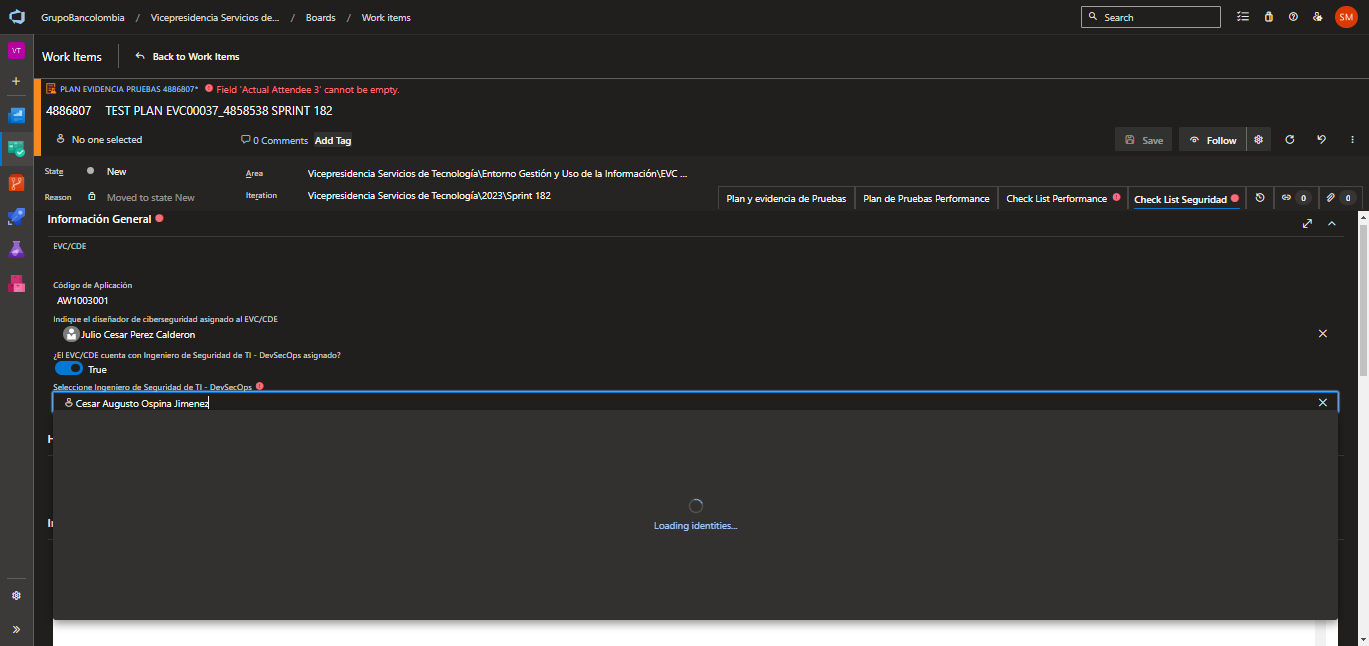 GrupoBancolombia / Vicepresidencia Servicios de... / Boards / Work items
Search
SM
VT
Work Items
Back to Work Items
PLAN EVIDENCIA PRUEBAS 4886807* Field 'Actual Attendee 3' cannot be empty.
4886807 TEST PLAN EVC00037_4858538 SPRINT 182
No one selected
0 Comments
Add Tag
Save
Follow
State New
Area Vicepresidencia Servicios de Tecnología\Entorno Gestión y Uso de la Información\EVC ...
Reason Moved to state New
Iteration Vicepresidencia Servicios de Tecnología\2023\Sprint 182
Plan y evidencia de Pruebas
Plan de Pruebas Performance
Check List Performance
Check List Seguridad
0
0
Información General
EVC/CDE
Código de Aplicación
AW1003001
Indique el diseñador de ciberseguridad asignado al EVC/CDE
Julio Cesar Perez Calderon
¿El EVC/CDE cuenta con Ingeniero de Seguridad de TI - DevSecOps asignado?
True
Seleccione Ingeniero de Seguridad de TI - DevSecOps
Cesar Augusto Ospina Jimenez
Loading identities...